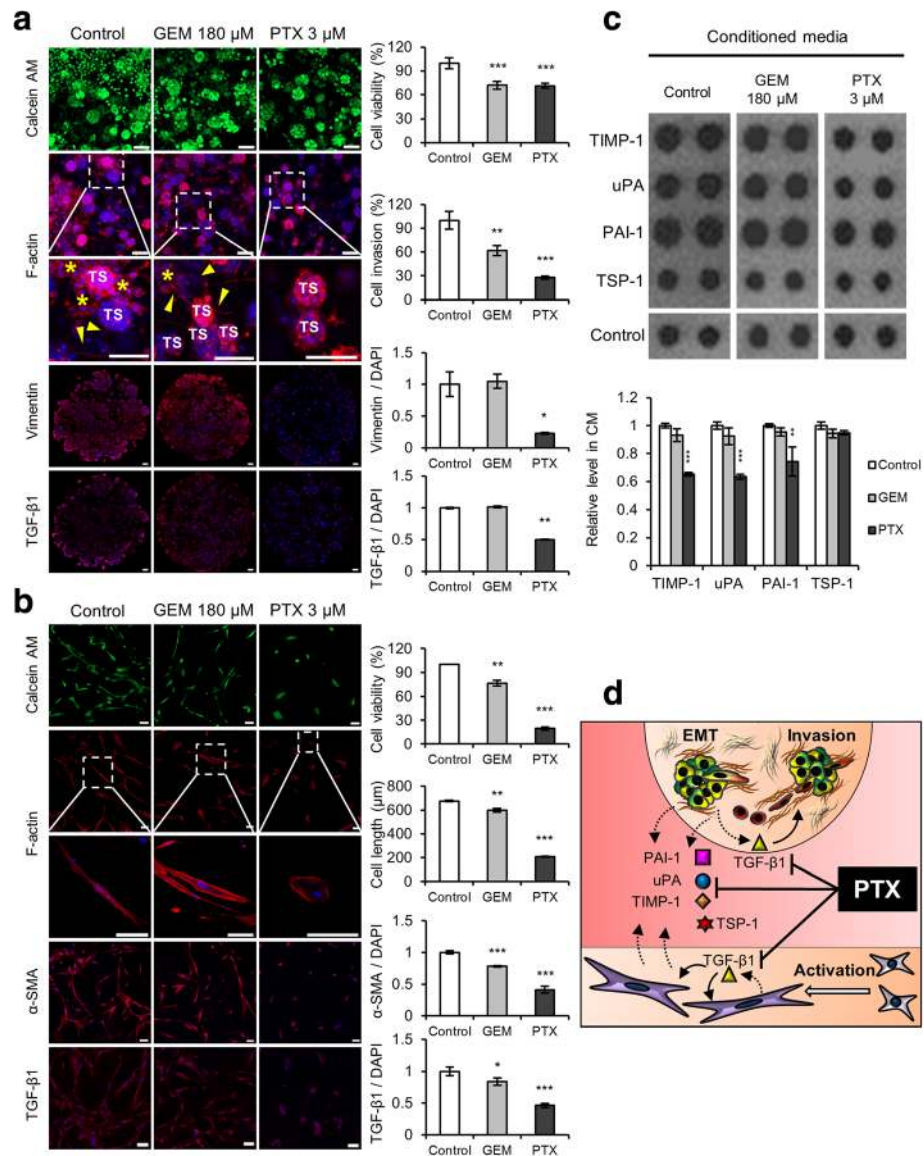 a
Control
GEM 180 µM
PTX 3 µM
Calcein AM
F-actin
TS
TS
TS
TS
TS
TS
TS
TS
Vimentin
TGF-β1
Cell viability (%)
120
90
60
30
0
***
***
Control
GEM
PTX
Cell invasion (%)
120
90
60
30
0
**
***
Control
GEM
PTX
Vimentin / DAPI
1.5
1
0.5
0
*
Control
GEM
PTX
TGF-β1 / DAPI
1.5
1
0.5
0
**
Control
GEM
PTX
b
Control
GEM 180 µM
PTX 3 µM
Calcein AM
F-actin
α-SMA
TGF-β1
Cell viability (%)
120
90
60
30
0
**
***
Control
GEM
PTX
Cell length (µm)
800
600
400
200
0
**
***
Control
GEM
PTX
α-SMA / DAPI
1.5
1
0.5
0
***
***
Control
GEM
PTX
TGF-β1 / DAPI
1.5
1
0.5
0
*
***
Control
GEM
PTX
c
Conditioned media
Control
GEM
180 µM
PTX
3 µM
TIMP-1
uPA
PAI-1
TSP-1
Control
Relative level in CM
1.2
1
0.8
0.6
0.4
0.2
0
***
***
**
TIMP-1
uPA
PAI-1
TSP-1
Control
GEM
PTX
d
EMT
Invasion
PAI-1
TGF-β1
uPA
TIMP-1
TSP-1
PTX
TGF-β1
Activation